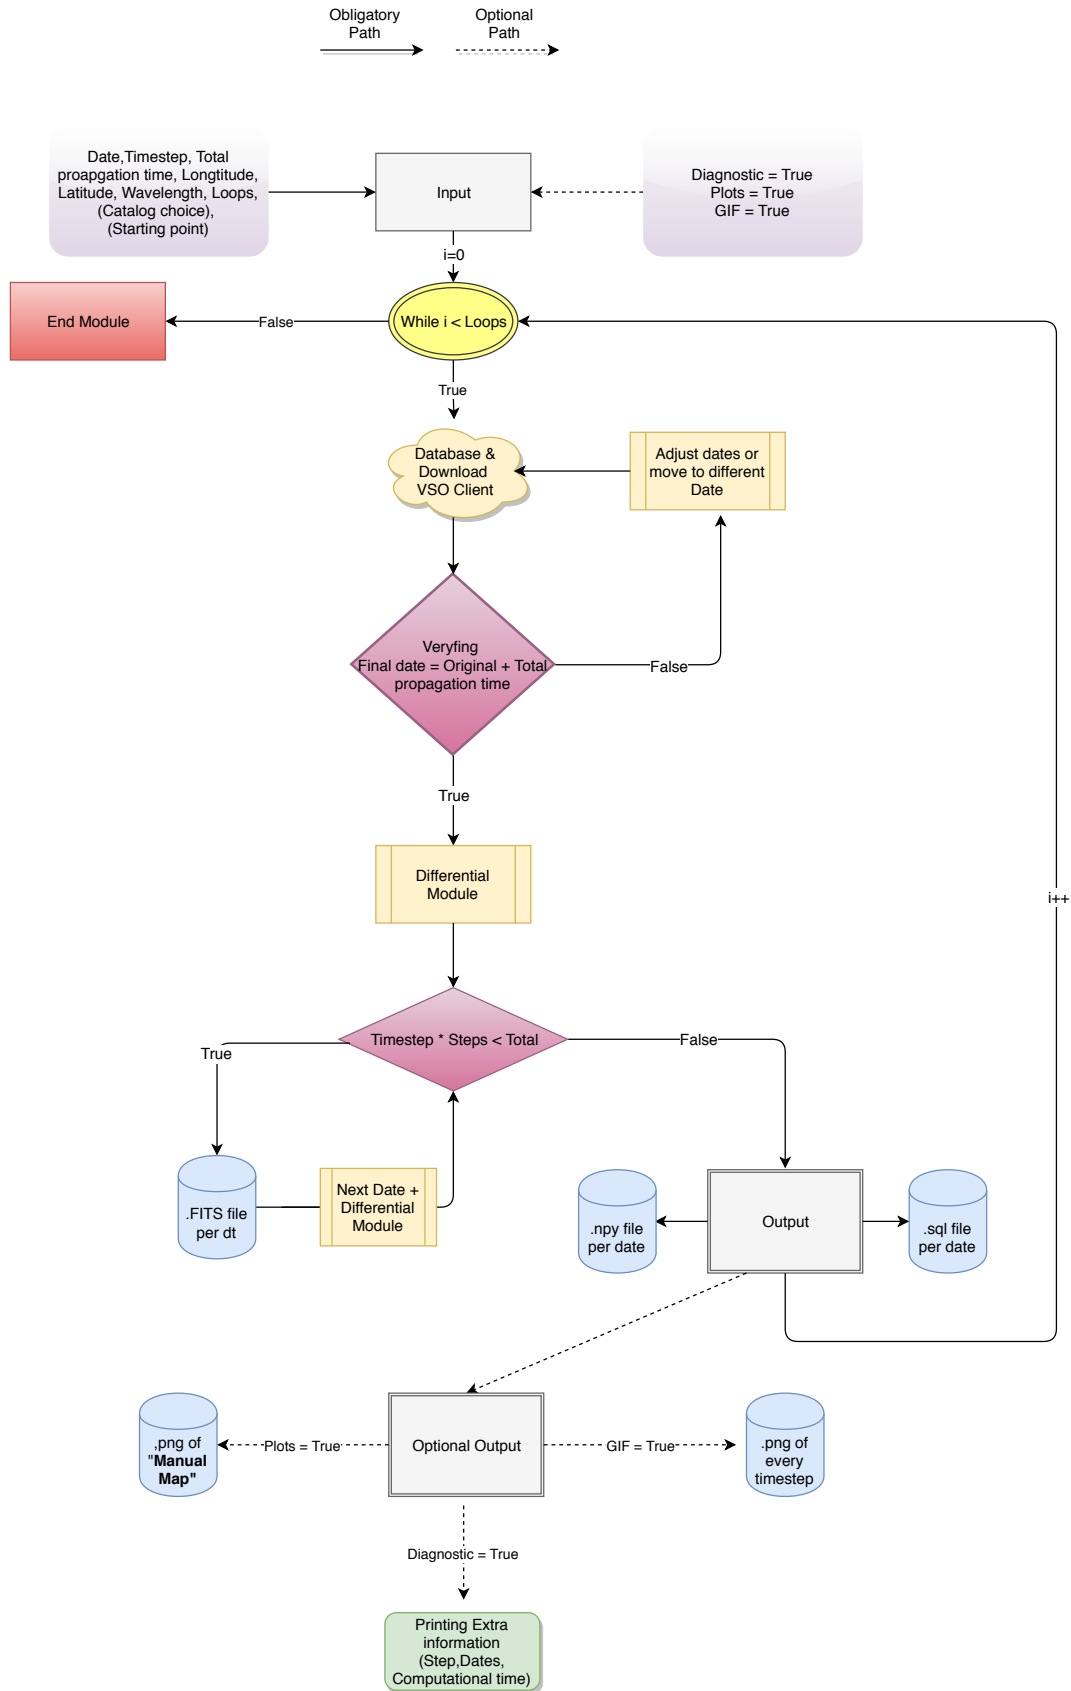 Obligatory
Path
Optional
Path
Date,Timestep, Total
proapgation time, Longtitude,
Latitude, Wavelength, Loops,
(Catalog choice),
(Starting point)
Input
Diagnostic = True
Plots = True
GIF = True
i=0
End Module
False
While i < Loops
True
Database &
Download
VSO Client
Adjust dates or
move to different
Date
Veryfing
Final date = Original + Total
propagation time
False
True
Differential
Module
i++
Timestep * Steps < Total
True
False
.FITS file
per dt
Next Date +
Differential
Module
.npy file
per date
Output
.sql file
per date
,png of
"Manual
Map"
Plots = True
Optional Output
GIF = True
.png of
every
timestep
Diagnostic = True
Printing Extra
information
(Step,Dates,
Computational time)